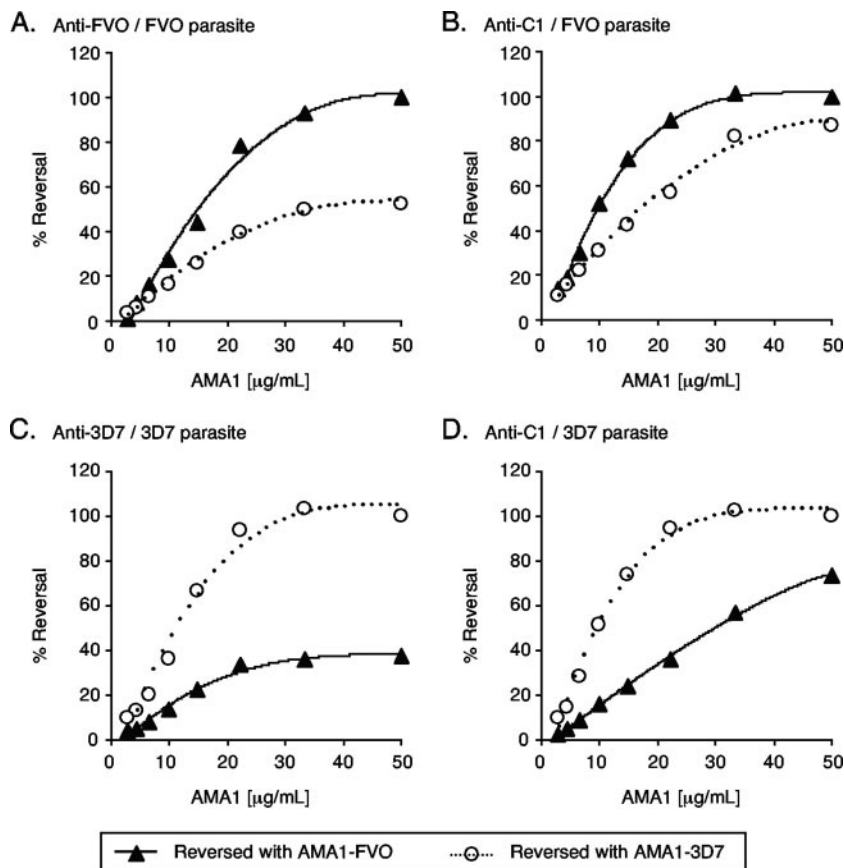 A. Anti-FVO / FVO parasite
120
100
80
60
40
20
0
% Reversal
0 10 20 30 40 50
AMA1 [µg/mL]
B. Anti-C1 / FVO parasite
120
100
80
60
40
20
0
% Reversal
0 10 20 30 40 50
AMA1 [µg/mL]
C. Anti-3D7 / 3D7 parasite
120
100
80
60
40
20
0
% Reversal
0 10 20 30 40 50
AMA1 [µg/mL]
D. Anti-C1 / 3D7 parasite
120
100
80
60
40
20
0
% Reversal
0 10 20 30 40 50
AMA1 [µg/mL]
Reversed with AMA1-FVO
Reversed with AMA1-3D7